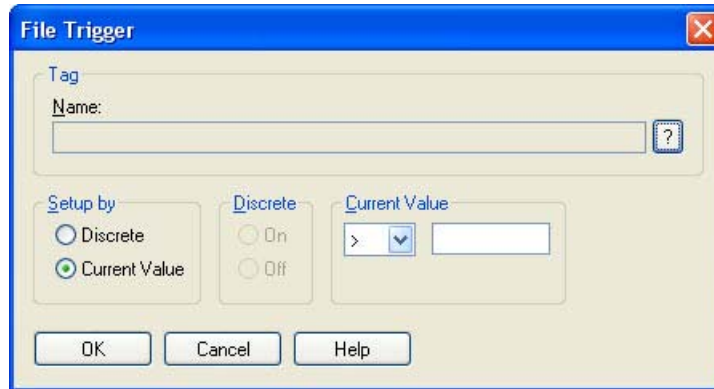 File Trigger
Tag
Name:
?
Setup by
Discrete
Current Value
Discrete
On
Off
Current Value
>
OK
Cancel
Help